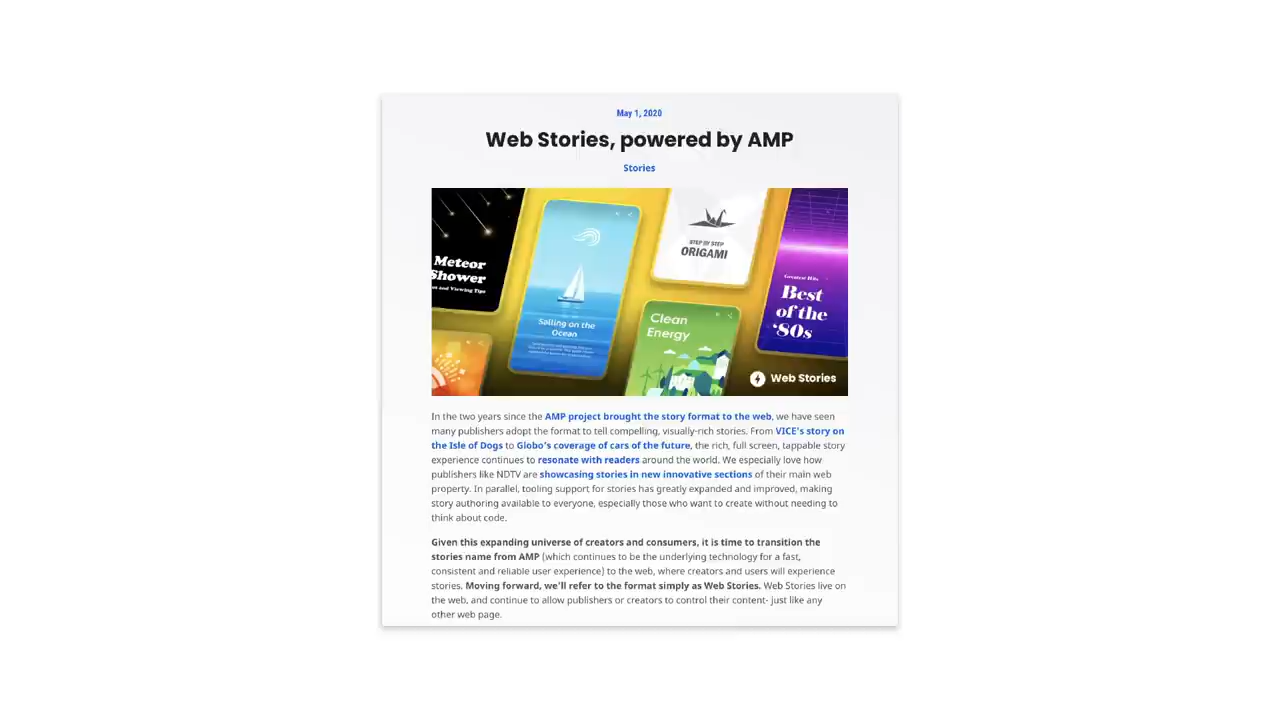 May 1, 2020
Web Stories, powered by AMP
Stories
Meteor
Shower
and Viewing Tips
Sailing on the
Ocean
STEP BY STEP
ORIGAMI
Clean
Energy
Greatest Hits
Best
of the
'80s
Web Stories
In the two years since the AMP project brought the story format to the web, we have seen
many publishers adopt the format to tell compelling, visually-rich stories. From VICE's story on
the Isle of Dogs to Globo's coverage of cars of the future, the rich, full screen, tappable story
experience continues to resonate with readers around the world. We especially love how
publishers like NDTV are showcasing stories in new innovative sections of their main web
property. In parallel, tooling support for stories has greatly expanded and improved, making
story authoring available to everyone, especially those who want to create without needing to
think about code.
Given this expanding universe of creators and consumers, it is time to transition the
stories name from AMP (which continues to be the underlying technology for a fast,
consistent and reliable user experience) to the web, where creators and users will experience
stories. Moving forward, we'll refer to the format simply as Web Stories. Web Stories live on
the web, and continue to allow publishers or creators to control their content- just like any
other web page.